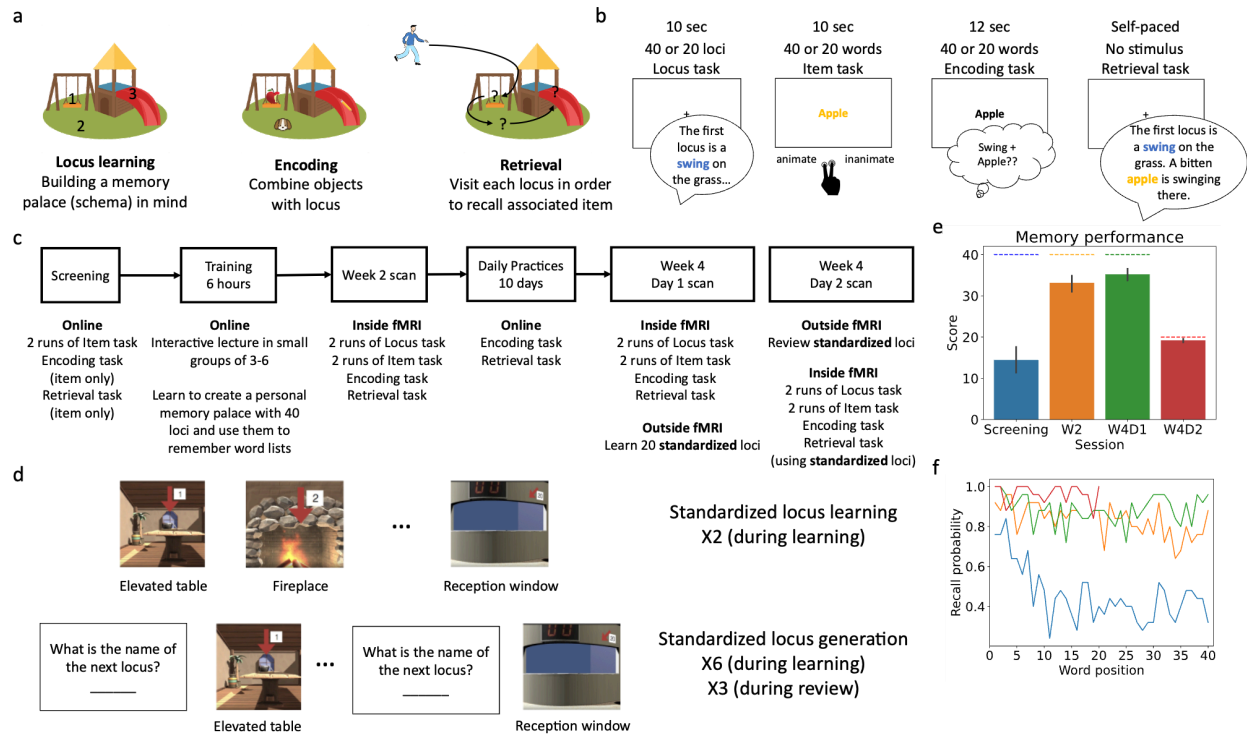 a
1
2
3
Locus learning
Building a memory
palace (schema) in mind
Encoding
Combine objects
with locus
?
?
?
Retrieval
Visit each locus in order
to recall associated item
b
10 sec
40 or 20 loci
Locus task
+
The first
locus is a
swing on
the grass...
10 sec
40 or 20 words
Item task
Apple
animate
inanimate
12 sec
40 or 20 words
Encoding task
Apple
Swing +
Apple??
Self-paced
No stimulus
Retrieval task
+
The first locus is
a swing on the
grass. A bitten
apple is swinging
there.
c
Screening
Online
2 runs of Item task
Encoding task
(item only)
Retrieval task
(item only)
Training
6 hours
Online
Interactive lecture in small
groups of 3-6
Learn to create a personal
memory palace with 40
loci and use them to
remember word lists
Week 2 scan
Inside fMRI
2 runs of Locus task
2 runs of Item task
Encoding task
Retrieval task
Daily Practices
10 days
Online
Encoding task
Retrieval task
Week 4
Day 1 scan
Inside fMRI
2 runs of Locus task
2 runs of Item task
Encoding task
Retrieval task
Outside fMRI
Learn 20 standardized loci
Week 4
Day 2 scan
Outside fMRI
Review standardized loci
Inside fMRI
2 runs of Locus task
2 runs of Item task
Encoding task
Retrieval task
(using standardized loci)
d
1
Elevated table
2
Fireplace
...
20
Reception window
Standardized locus learning
X2 (during learning)
What is the name of
the next locus?
1
Elevated table
...
What is the name of
the next locus?
20
Reception window
Standardized locus generation
X6 (during learning)
X3 (during review)
e
Memory performance
Score
40
30
20
10
0
Screening
W2
W4D1
W4D2
Session
f
Recall probability
1.0
0.8
0.6
0.4
0
5
10
15
20
25
30
35
40
Word position